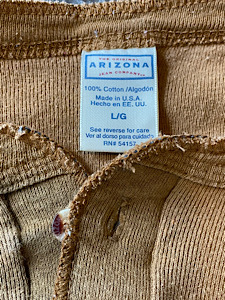 THE ORIGINAL
ARIZONA
JEAN COMPANY
100% Cotton /Algodón
Made in U.S.A.
Hecho en EE. UU.
L/G
See reverse for care
Ver al dorso para cuidado
RN# 54157